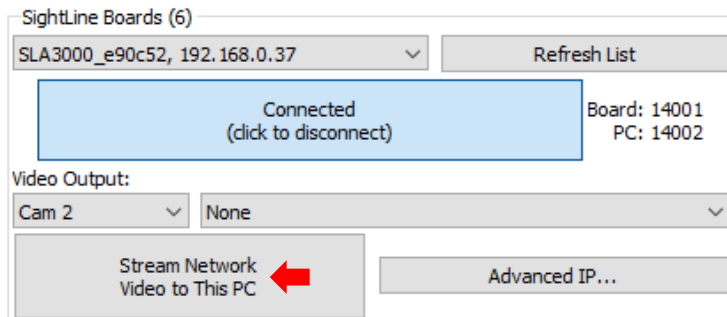 SightLine Boards (6)
SLA3000_e90c52, 192.168.0.37
Refresh List
Connected
(click to disconnect)
Board: 14001
PC: 14002
Video Output:
Cam 2
None
Stream Network
Video to This PC
Advanced IP...